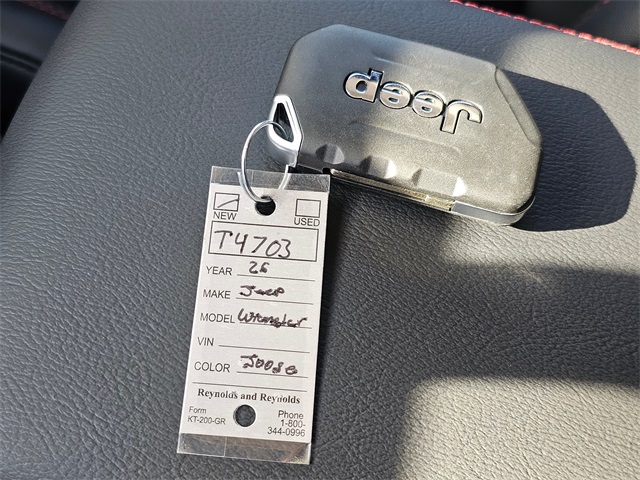 Jeep
NEW USED
T4703
YEAR 26
MAKE Jeep
MODEL Wrangler
VIN
COLOR
Reynolds and Reynolds
Form
KT-200-GR
Phone
1-800-
344-0996